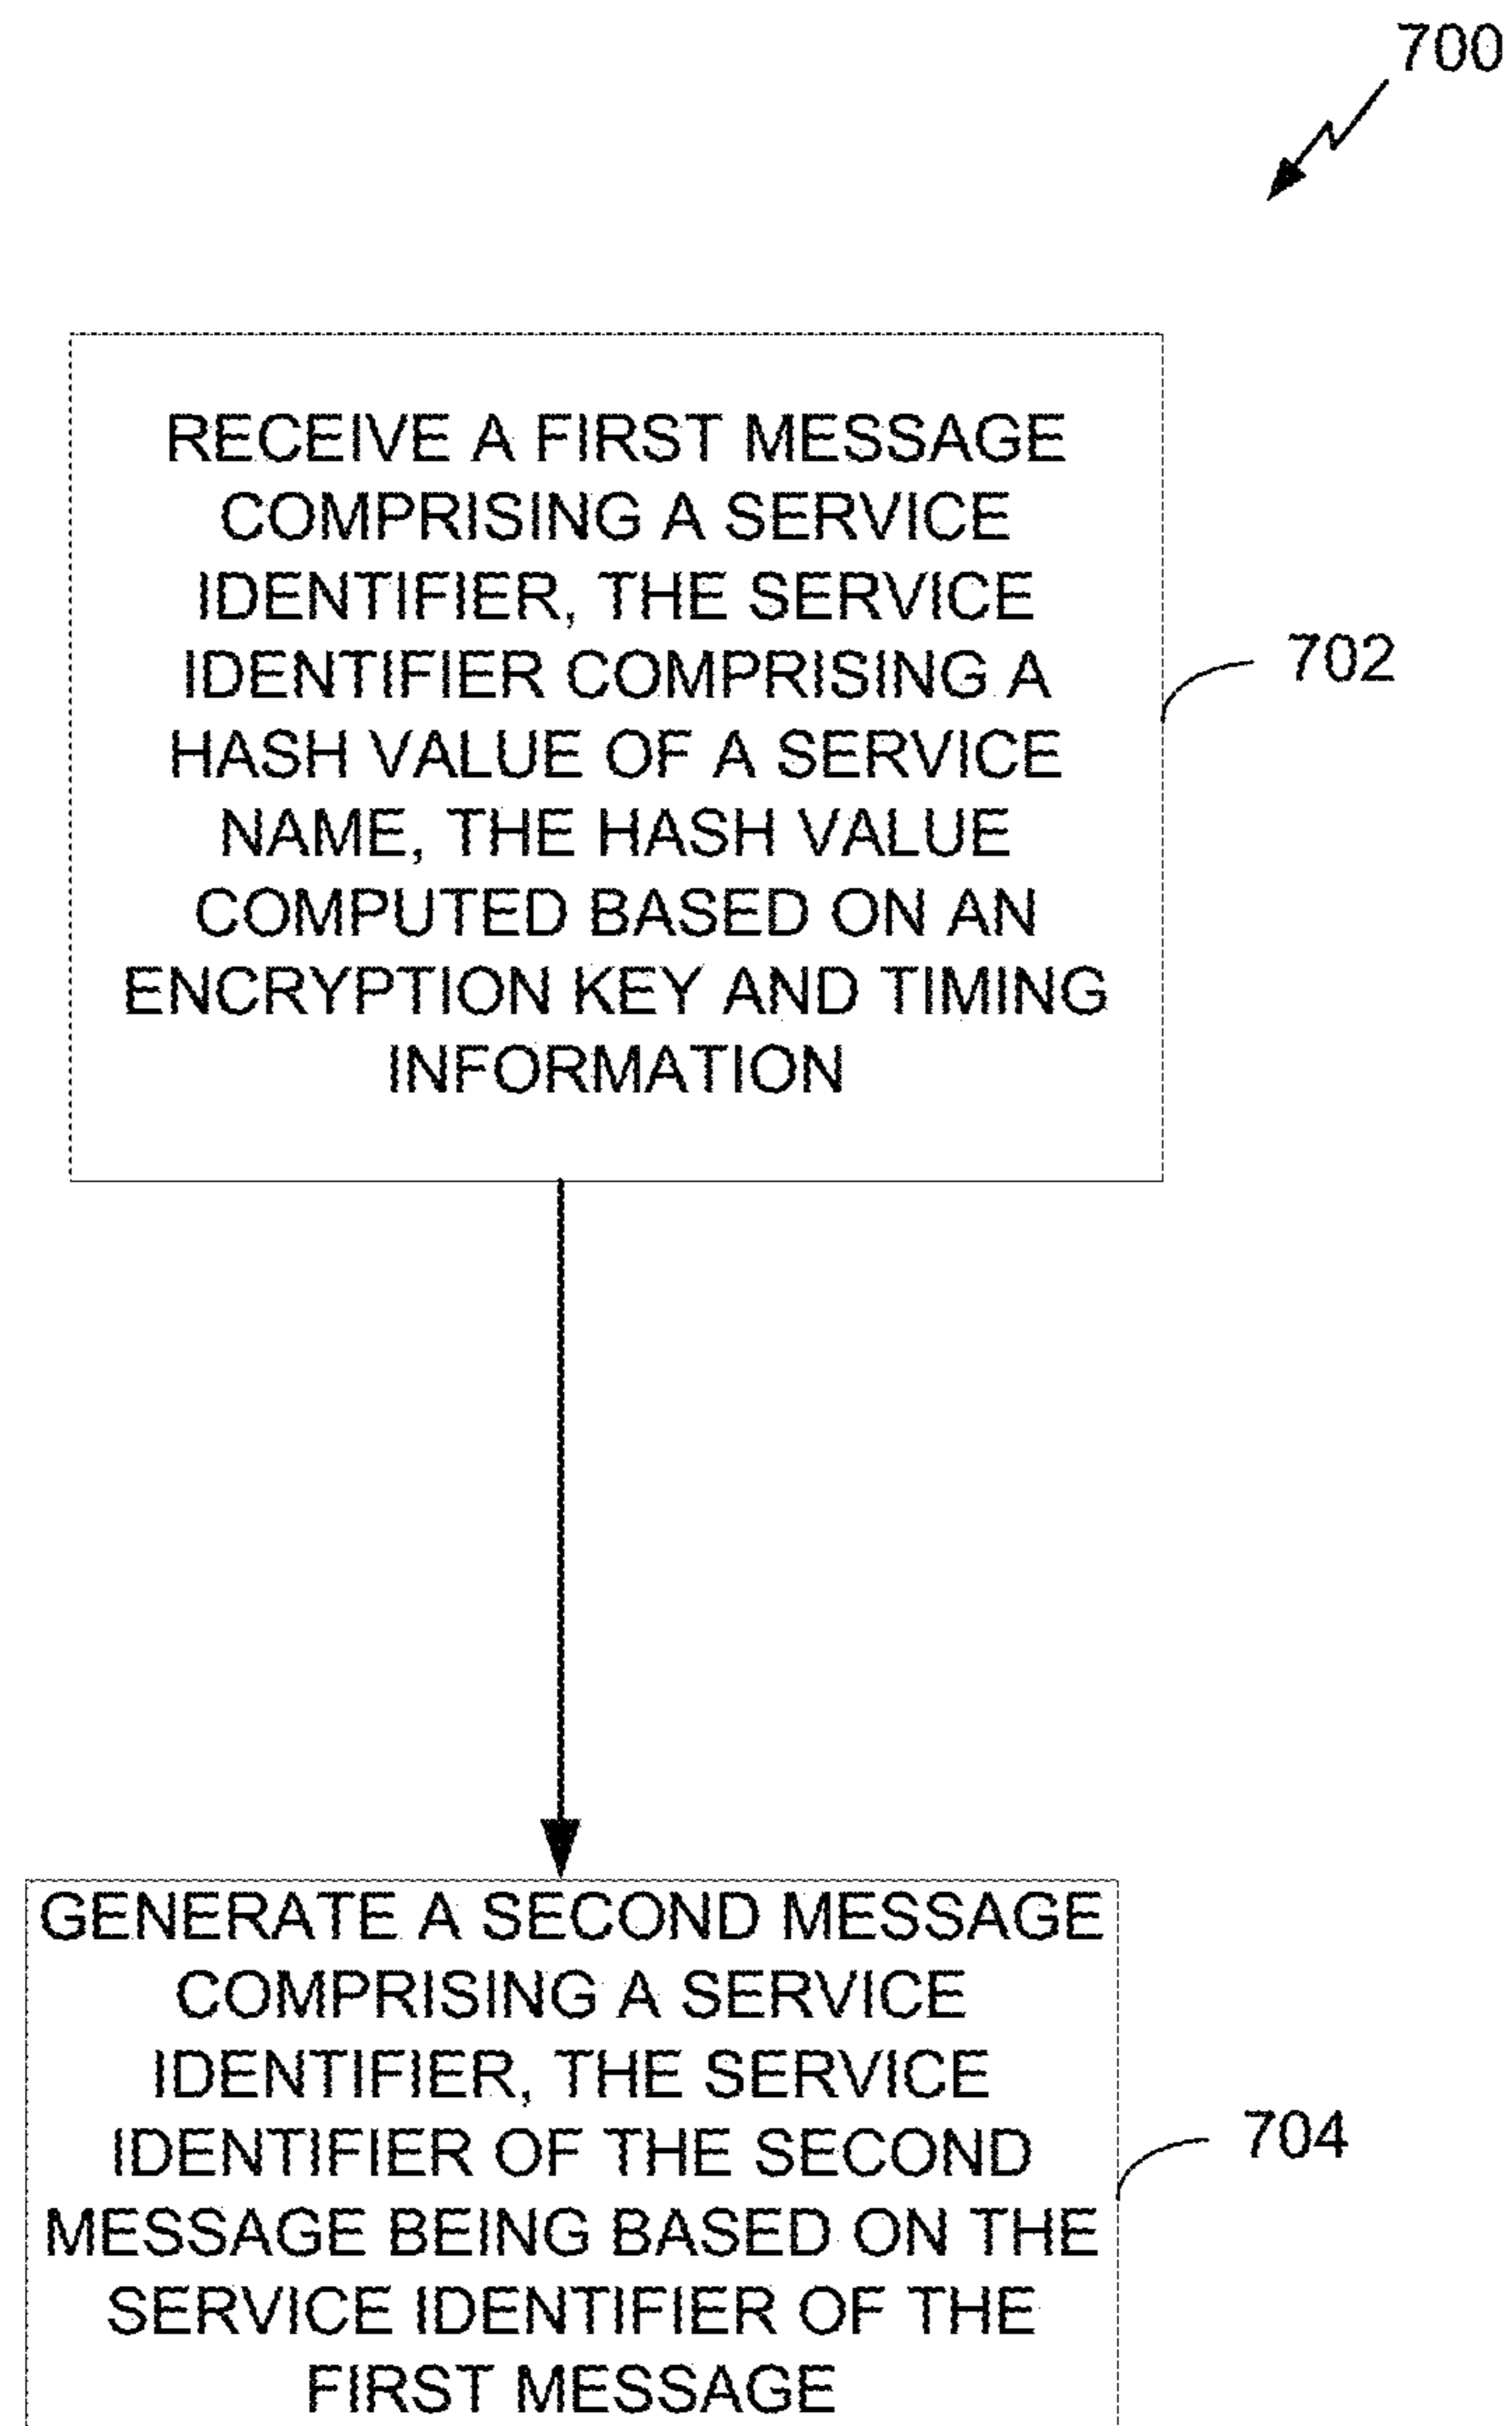 700
RECEIVE A FIRST MESSAGE
COMPRISING A SERVICE
IDENTIFIER, THE SERVICE
IDENTIFIER COMPRISING A
HASH VALUE OF A SERVICE
NAME, THE HASH VALUE
COMPUTED BASED ON AN
ENCRYPTION KEY AND TIMING
INFORMATION
702
GENERATE A SECOND MESSAGE
COMPRISING A SERVICE
IDENTIFIER, THE SERVICE
IDENTIFIER OF THE SECOND
MESSAGE BEING BASED ON THE
SERVICE IDENTIFIER OF THE
FIRST MESSAGE
704